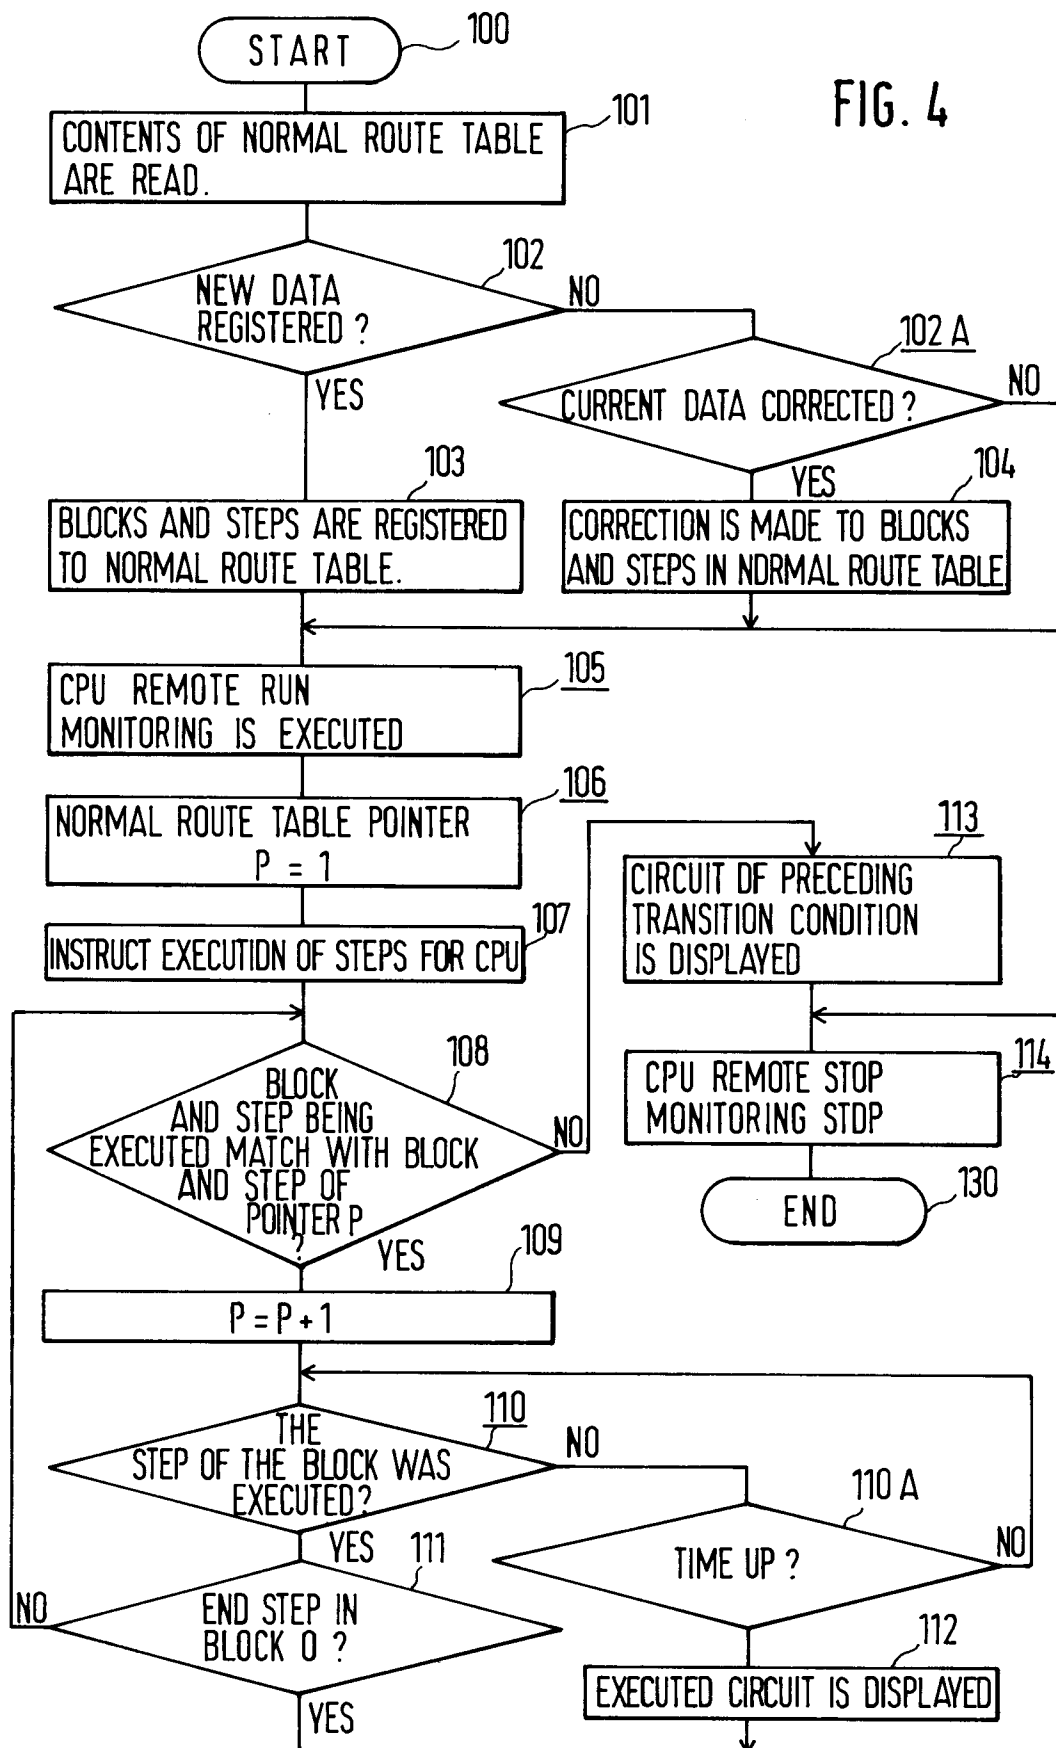 START
100
FIG. 4
CONTENTS OF NORMAL ROUTE TABLE
ARE READ.
101
NEW DATA
REGISTERED ?
102
NO
YES
CURRENT DATA CORRECTED ?
102 A
NO
YES
BLOCKS AND STEPS ARE REGISTERED
TO NORMAL ROUTE TABLE.
103
CORRECTION IS MADE TO BLOCKS
AND STEPS IN NORMAL ROUTE TABLE
104
CPU REMOTE RUN
MONITORING IS EXECUTED
105
NORMAL ROUTE TABLE POINTER
P = 1
106
INSTRUCT EXECUTION OF STEPS FOR CPU
107
CIRCUIT OF PRECEDING
TRANSITION CONDITION
IS DISPLAYED
113
BLOCK
AND STEP BEING
EXECUTED MATCH WITH BLOCK
AND STEP OF
POINTER P
?
108
NO
YES
CPU REMOTE STOP
MONITORING STOP
114
END
130
P = P + 1
109
THE
STEP OF THE BLOCK WAS
EXECUTED?
110
NO
YES
TIME UP ?
110 A
NO
END STEP IN
BLOCK 0 ?
111
NO
YES
EXECUTED CIRCUIT IS DISPLAYED
112